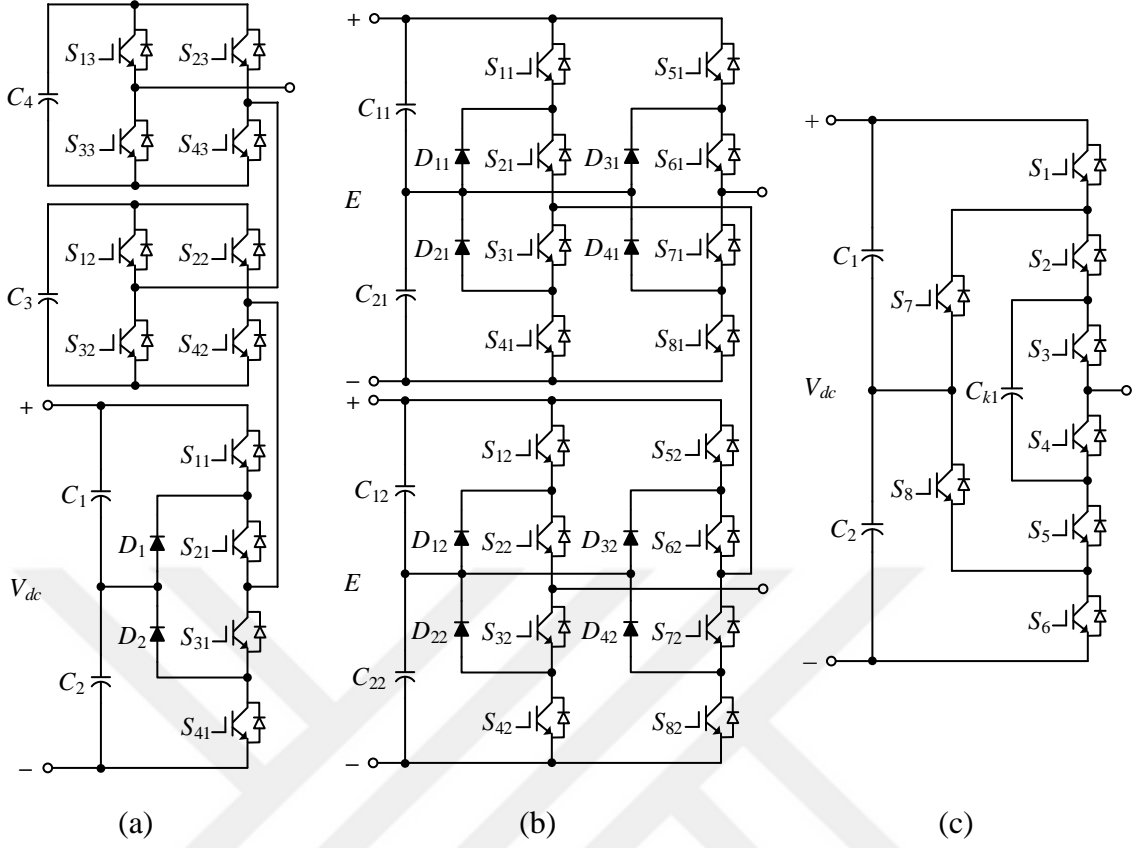 S13
S23
C4
S33
S43
S12
S22
C3
S32
S42
+
S11
C1
D1
S21
Vdc
D2
S31
C2
S41
−
(a)
+
S11
S51
C11
D11
S21
D31
S61
E
D21
S31
D41
S71
C21
S41
S81
−
+
S12
S52
C12
D12
S22
D32
S62
E
D22
S32
D42
S72
C22
S42
S82
−
(b)
+
S1
C1
S2
S7
S3
Vdc
Ck1
S4
S8
C2
S5
S6
−
(c)